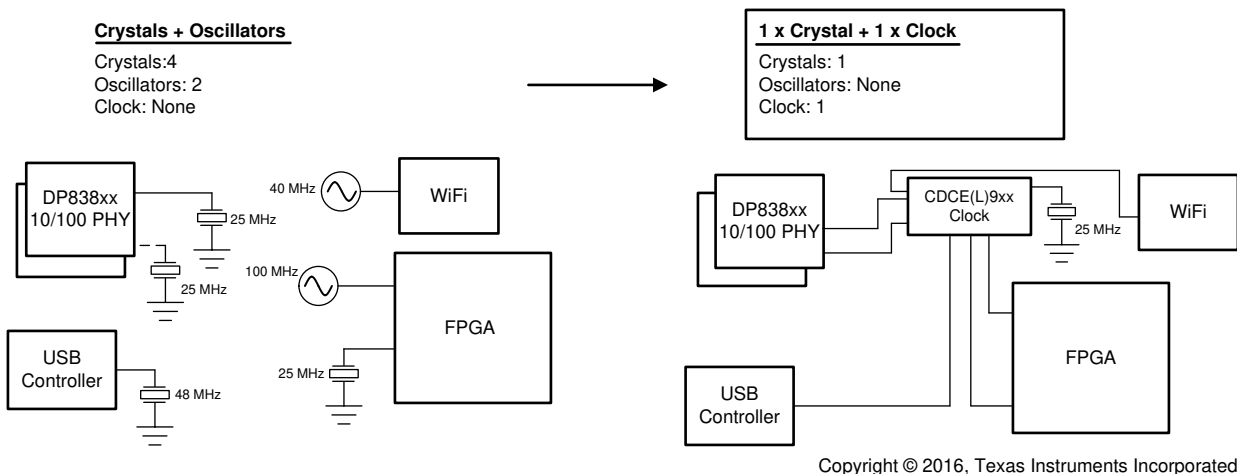 Crystals + Oscillators
Crystals:4
Oscillators: 2
Clock: None
1 x Crystal + 1 x Clock
Crystals: 1
Oscillators: None
Clock: 1
DP838xx
10/100 PHY
25 MHz
25 MHz
40 MHz
WiFi
100 MHz
FPGA
25 MHz
USB
Controller
48 MHz
DP838xx
10/100 PHY
CDCE(L)9xx
Clock
25 MHz
WiFi
FPGA
USB
Controller
Copyright © 2016, Texas Instruments Incorporated